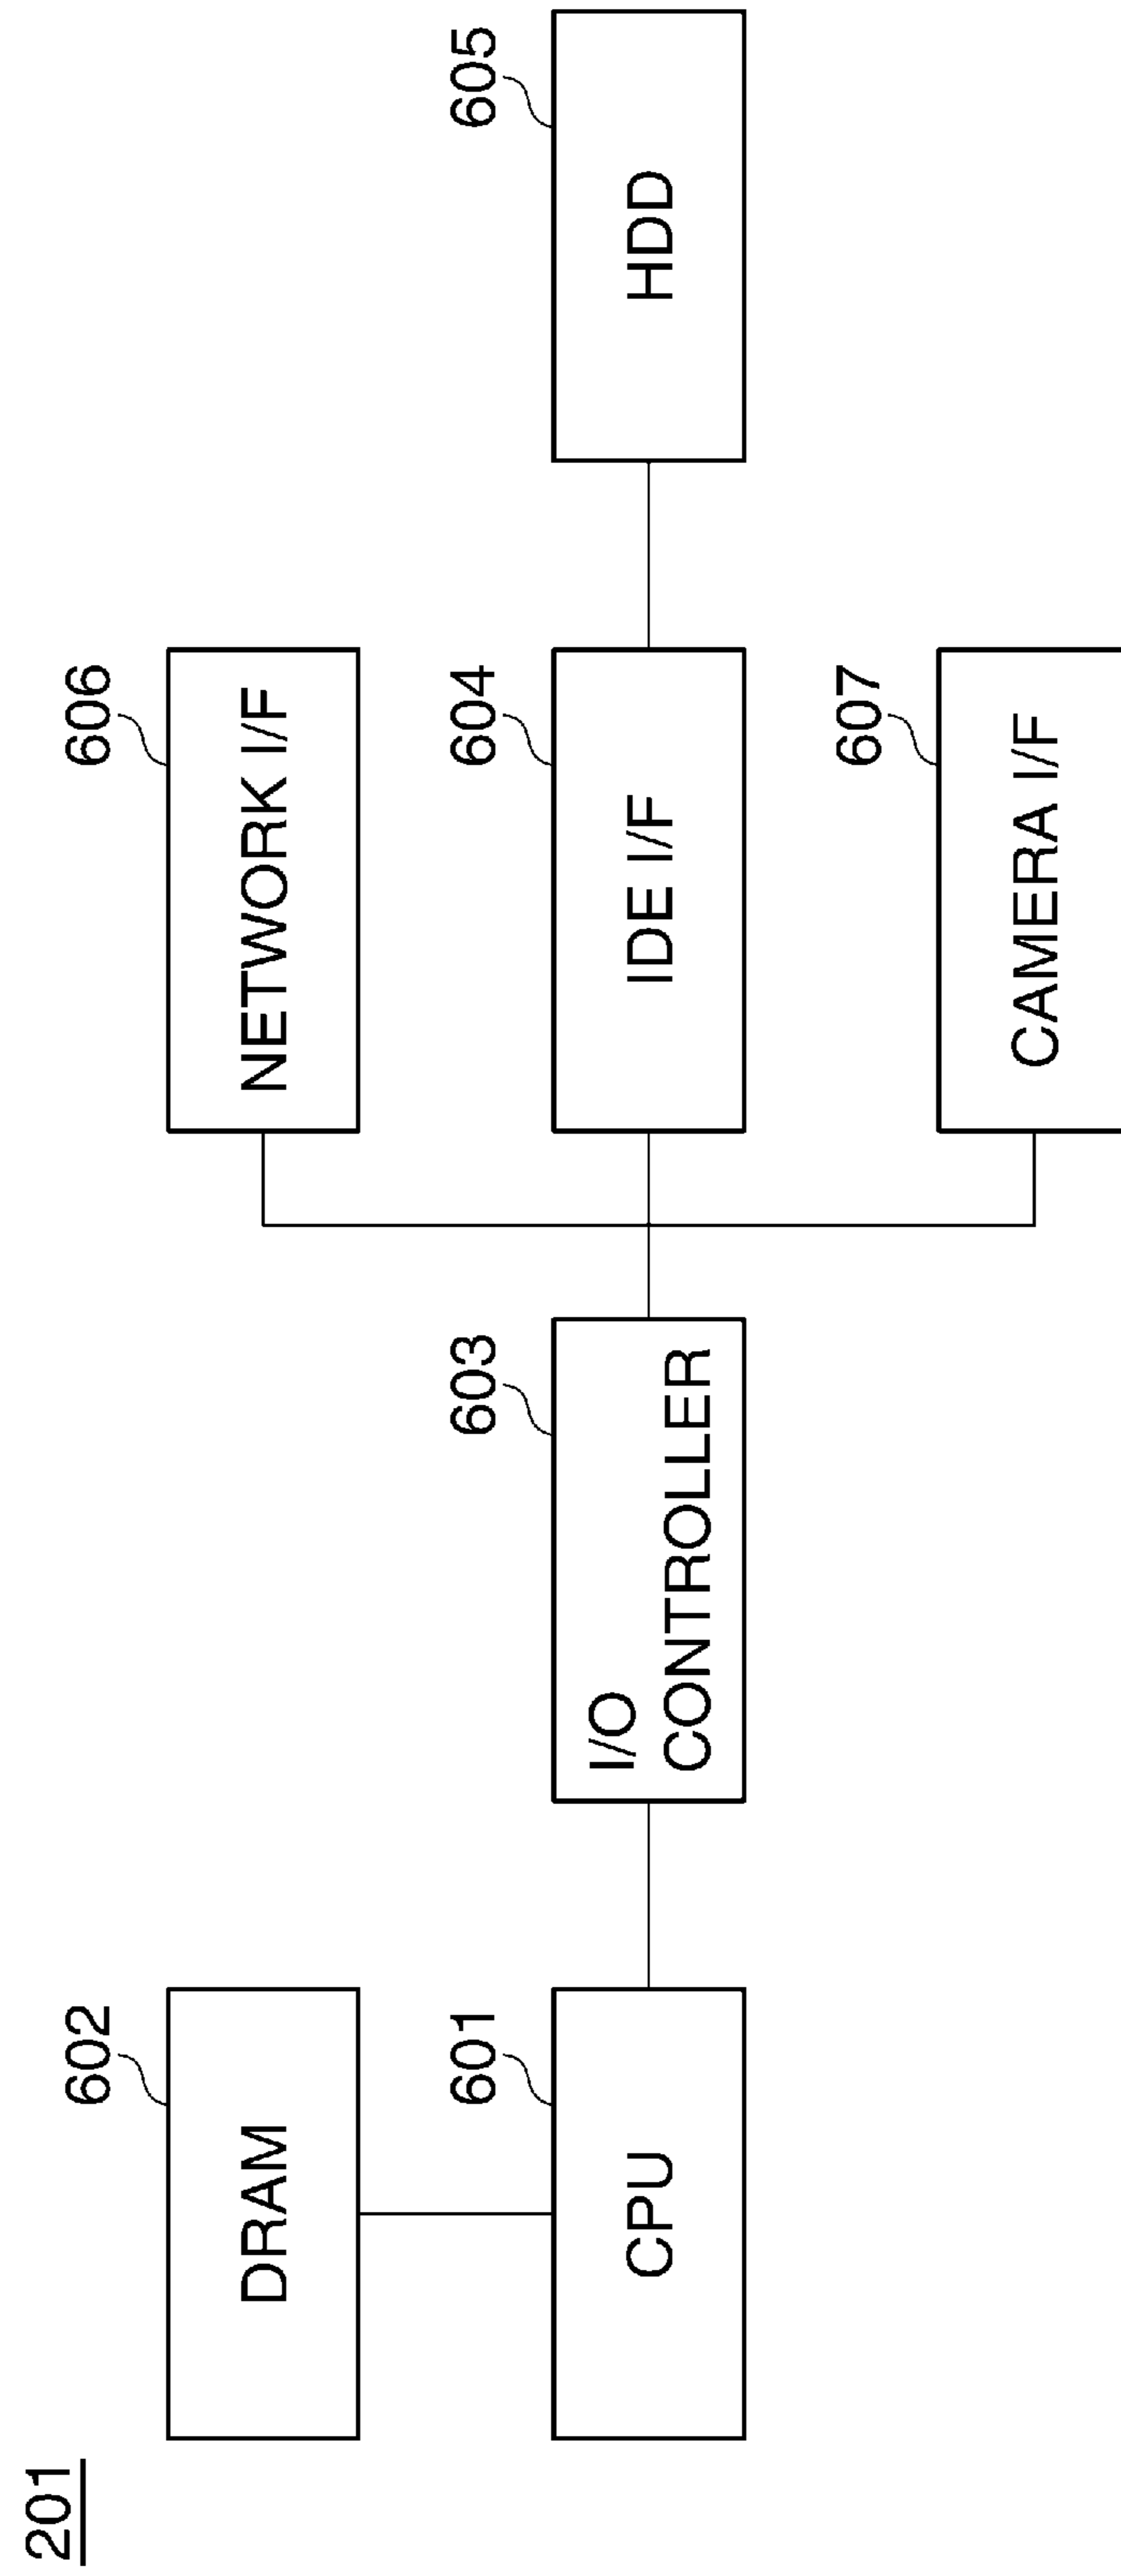 201
602
DRAM
606
NETWORK I/F
601
CPU
603
I/O
CONTROLLER
604
IDE I/F
605
HDD
607
CAMERA I/F